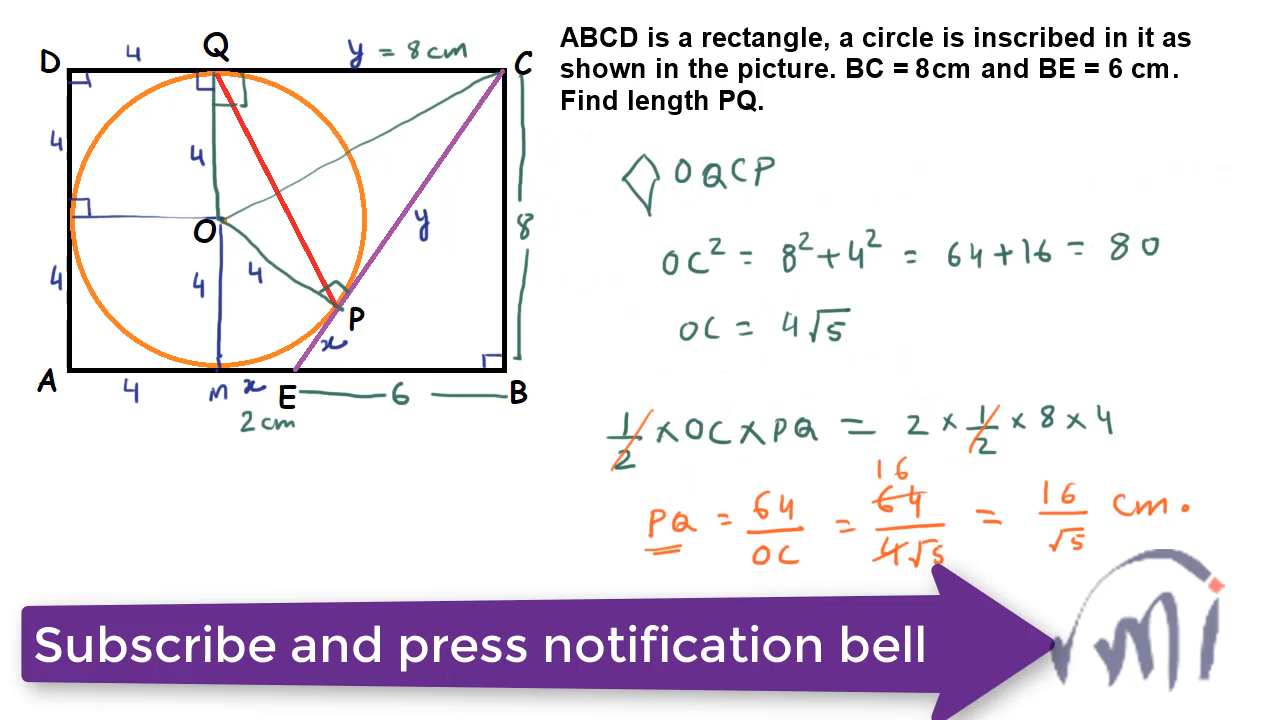 ABCD is a rectangle, a circle is inscribed in it as
shown in the picture. BC = 8cm and BE = 6 cm.
Find length PQ.
D 4 Q y = 8cm C
4
4
O
4 4 y 8
4
P
x
A 4 M x E 6 B
2 cm
OQCP
OC² = 8² + 4² = 64 + 16 = 80
OC = 4√5
1/2 × OC × PQ = 2 × 1/2 × 8 × 4
16
PQ = 64/OC = 64/4√5 = 16/√5 cm.
Subscribe and press notification bell
rmi